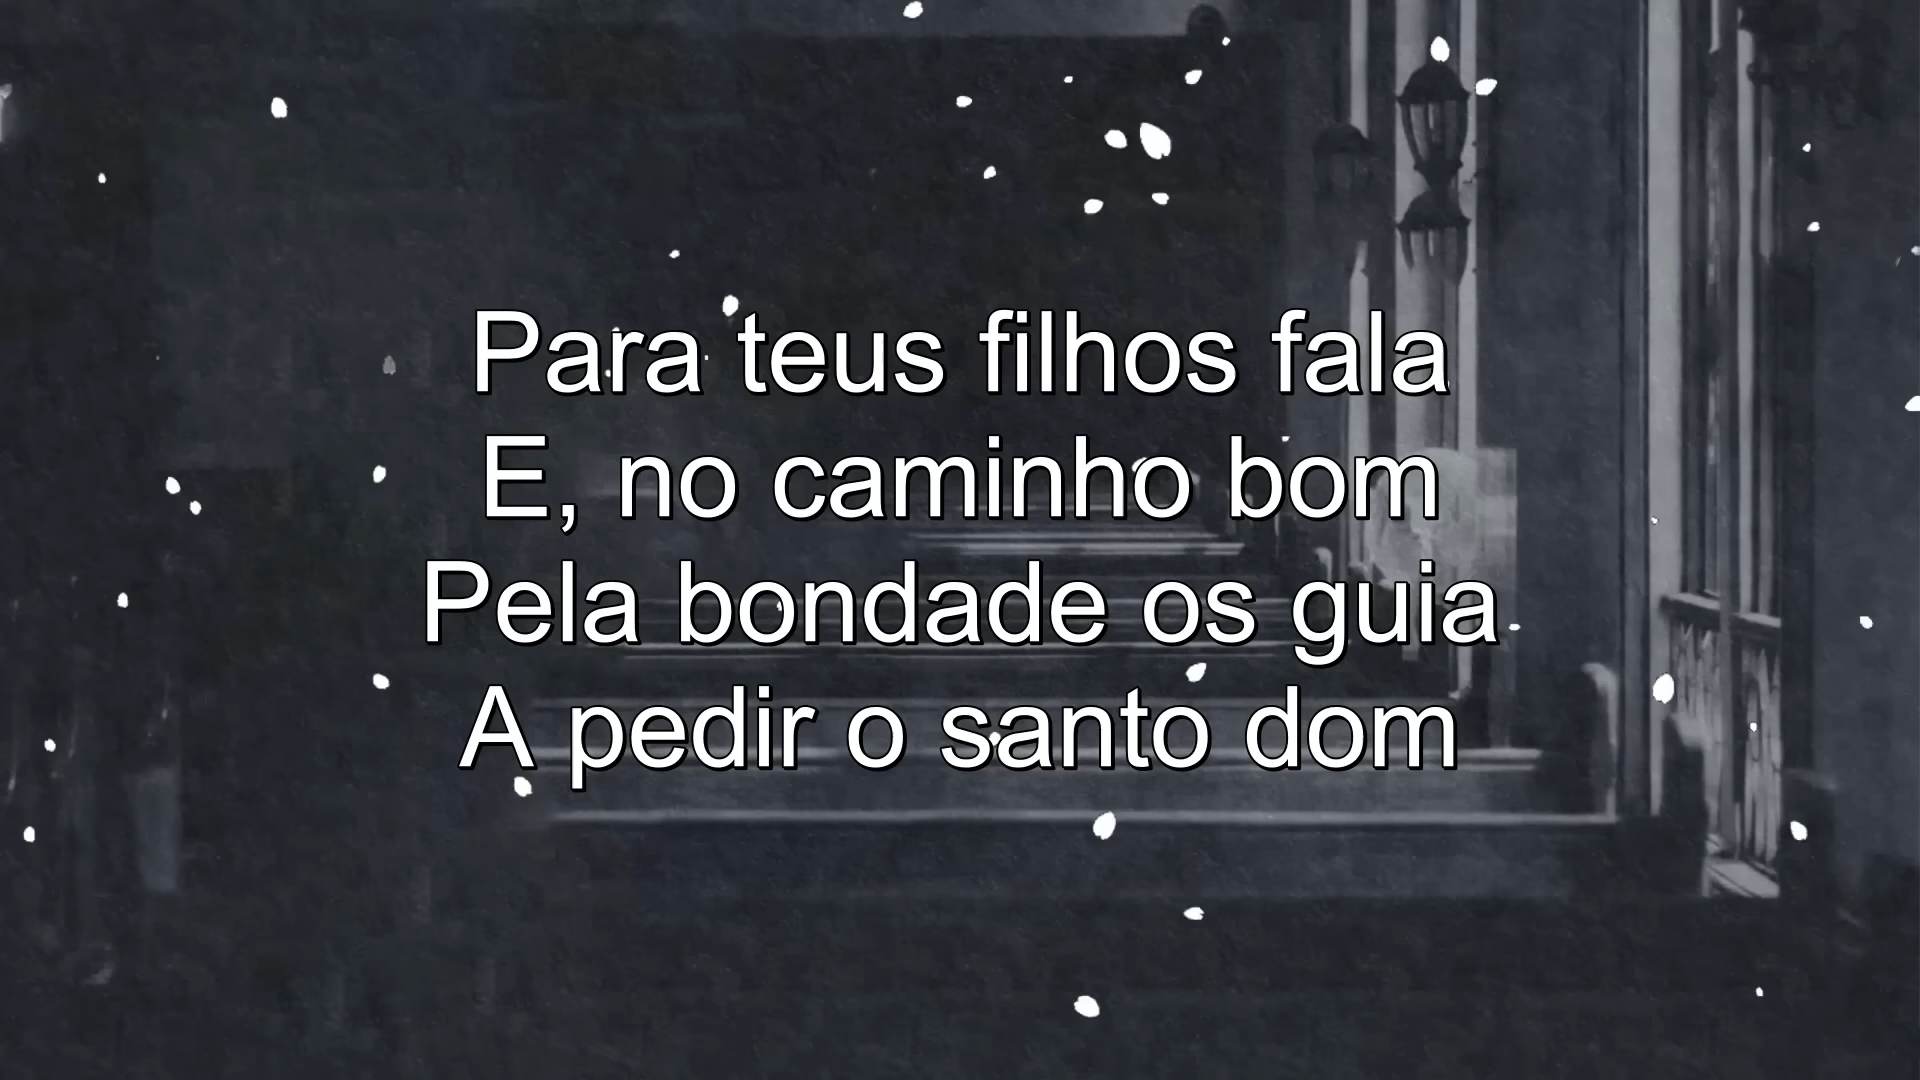 Para teus filhos fala
E, no caminho bom
Pela bondade os guia
A pedir o santo dom